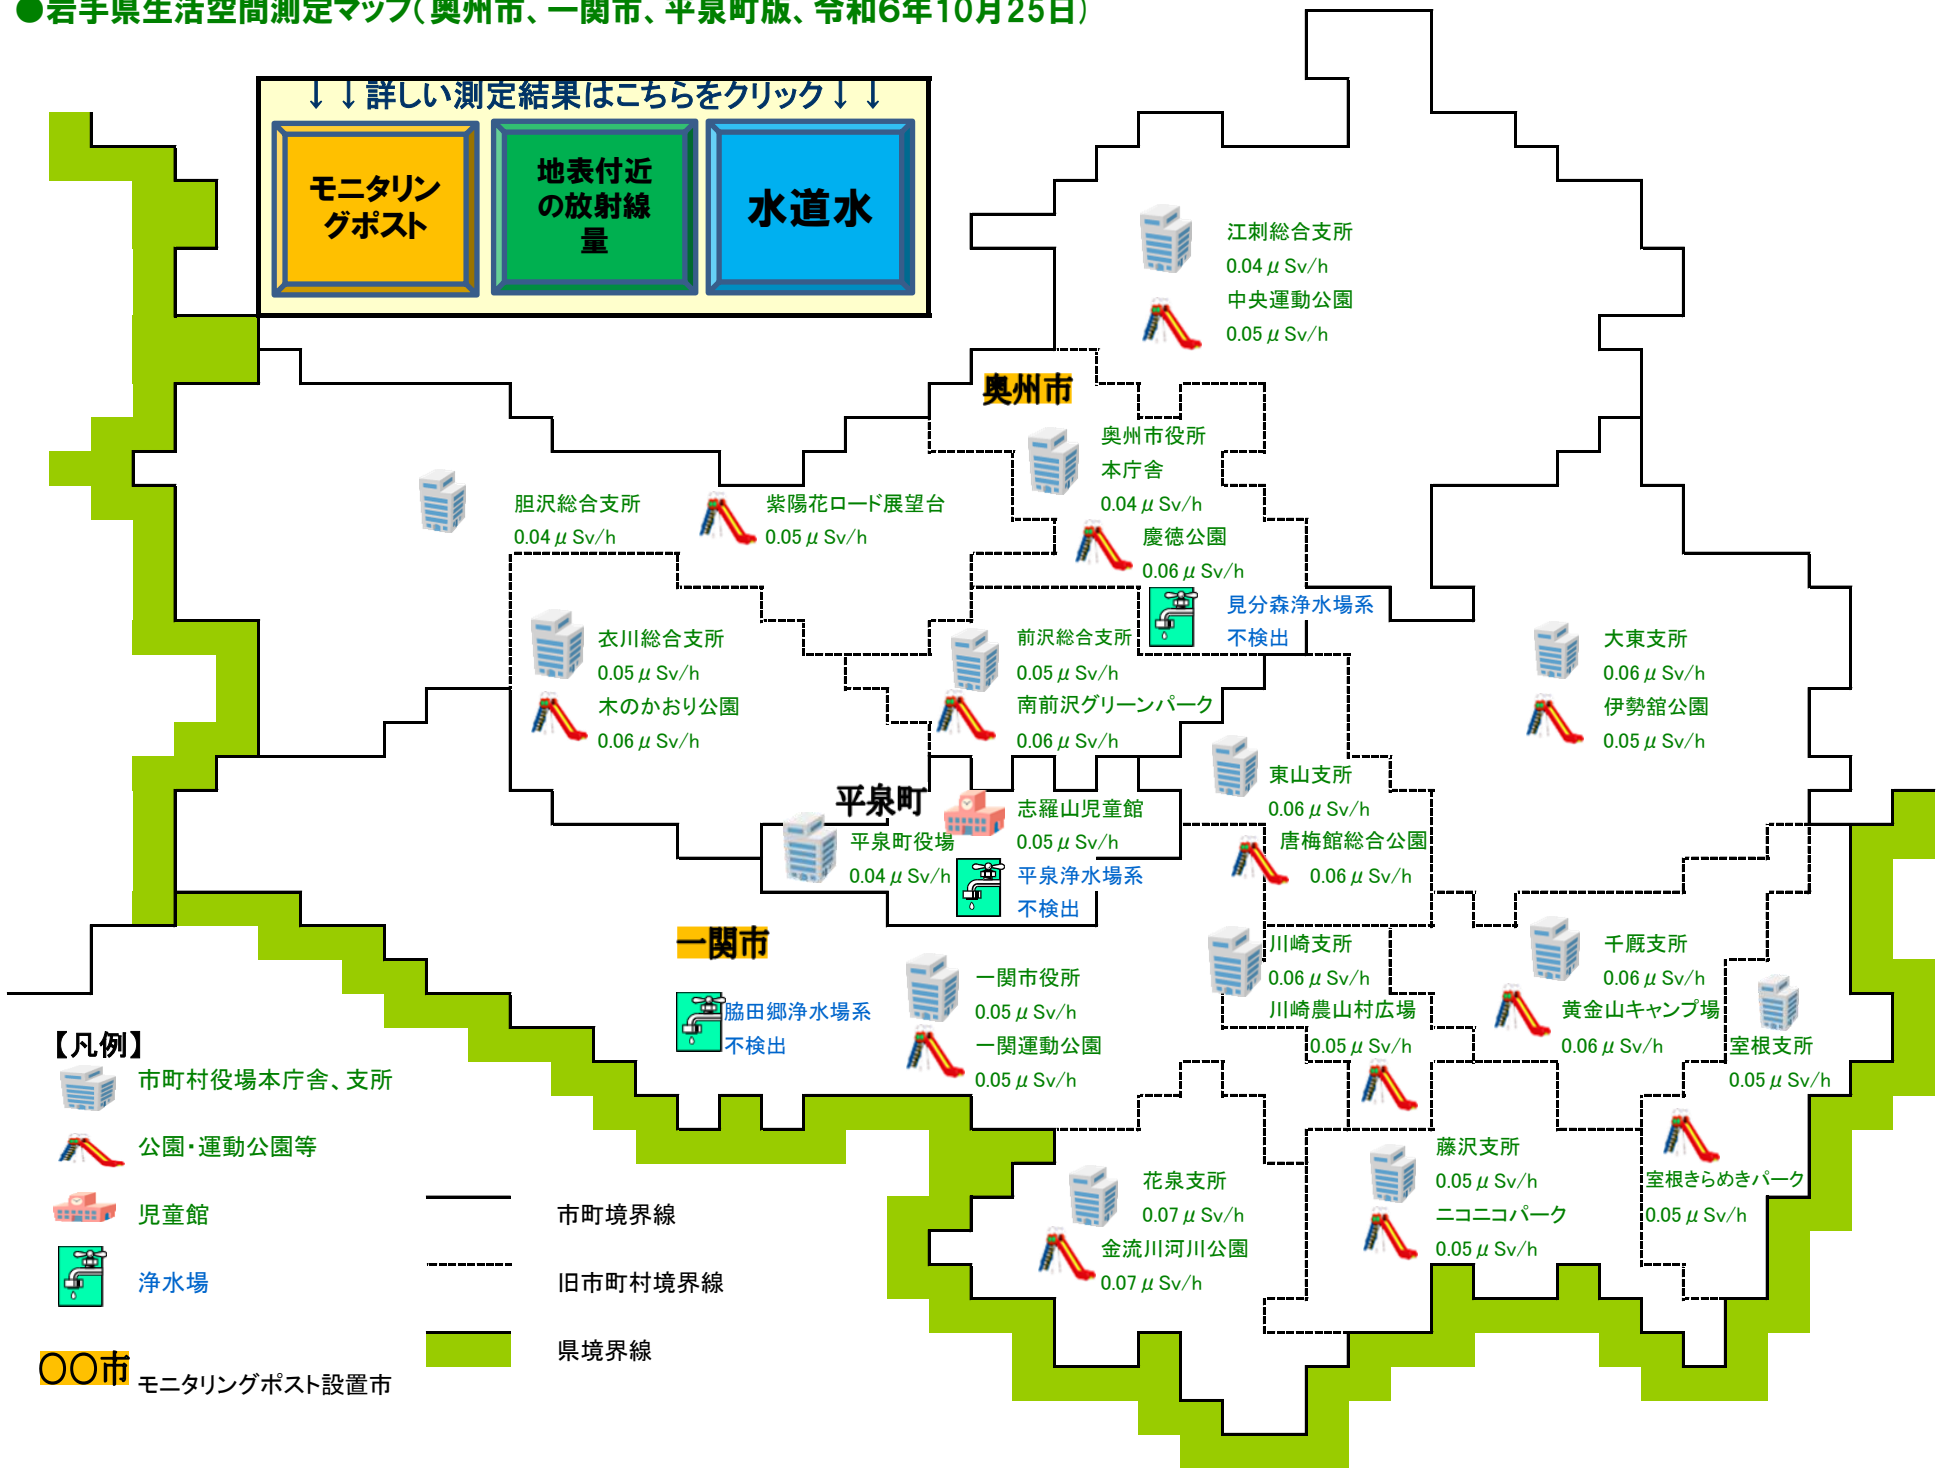 ●岩手県生活空間測定マップ（奥州市、一関市、平泉町版、令和6年10月25日）
↓↓詳しい測定結果はこちらをクリック↓↓
モニタリン
グポスト
地表付近
の放射線
量
水道水
江刺総合支所
0.04μSv/h
中央運動公園
0.05μSv/h
奥州市
奥州市役所
本庁舎
0.04μSv/h
慶徳公園
0.06μSv/h
胆沢総合支所
0.04μSv/h
紫陽花ロード展望台
0.05μSv/h
見分森浄水場系
不検出
衣川総合支所
0.05μSv/h
木のかおり公園
0.06μSv/h
前沢総合支所
0.05μSv/h
南前沢グリーンパーク
0.06μSv/h
大東支所
0.06μSv/h
伊勢舘公園
0.05μSv/h
東山支所
0.06μSv/h
唐梅館総合公園
0.06μSv/h
平泉町
平泉町役場
0.04μSv/h
志羅山児童館
0.05μSv/h
平泉浄水場系
不検出
一関市
脇田郷浄水場系
不検出
一関市役所
0.05μSv/h
一関運動公園
0.05μSv/h
川崎支所
0.06μSv/h
川崎農山村広場
0.05μSv/h
千厩支所
0.06μSv/h
黄金山キャンプ場
0.06μSv/h
室根支所
0.05μSv/h
室根きらめきパーク
0.05μSv/h
藤沢支所
0.05μSv/h
ニコニコパーク
0.05μSv/h
花泉支所
0.07μSv/h
金流川河川公園
0.07μSv/h
【凡例】
市町村役場本庁舎、支所
公園・運動公園等
児童館
浄水場
〇〇市
モニタリングポスト設置市
市町境界線
旧市町村境界線
県境界線